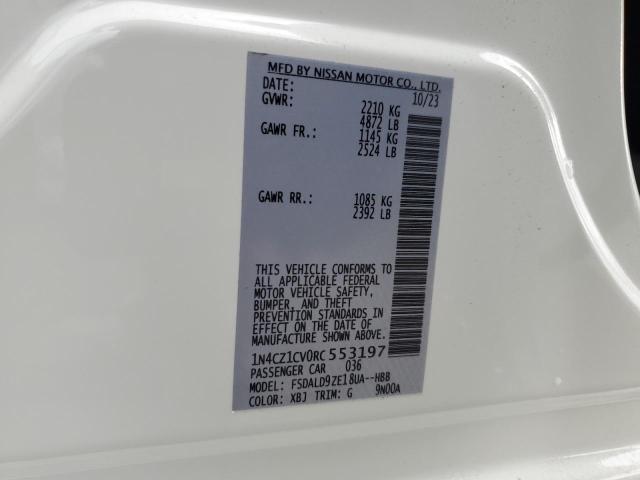 MFD BY NISSAN MOTOR CO., LTD.
DATE: 10/23
GVWR: 2210 KG
4872 LB
GAWR FR.: 1145 KG
2524 LB
GAWR RR.: 1085 KG
2392 LB
THIS VEHICLE CONFORMS TO
ALL APPLICABLE FEDERAL
MOTOR VEHICLE SAFETY,
BUMPER, AND THEFT
PREVENTION STANDARDS IN
EFFECT ON THE DATE OF
MANUFACTURE SHOWN ABOVE.
1N4CZ1CV0RC553197
PASSENGER CAR 036
MODEL: FSDALD9ZE18UA--HBB
COLOR: XBJ TRIM: G 9N00A